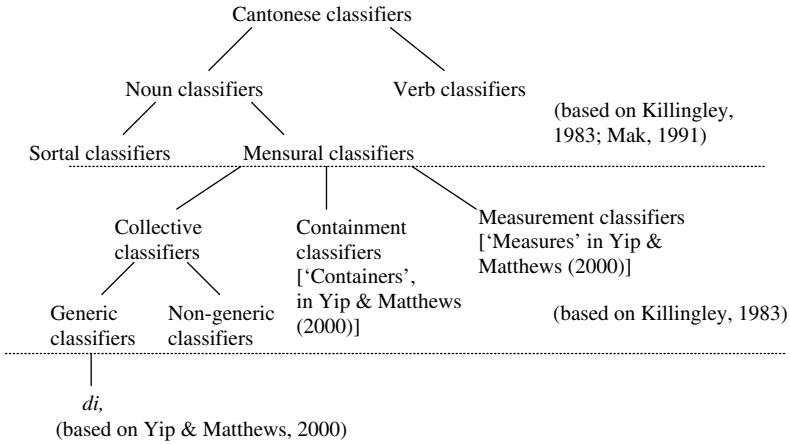 Cantonese classifiers
Noun classifiers
Verb classifiers
(based on Killingley,
1983; Mak, 1991)
Sortal classifiers
Mensural classifiers
Collective
classifiers
Containment
classifiers
[‘Containers’,
in Yip & Matthews
(2000)]
Measurement classifiers
[‘Measures’ in Yip &
Matthews (2000)]
Generic
classifiers
Non-generic
classifiers
(based on Killingley, 1983)
di,
(based on Yip & Matthews, 2000)